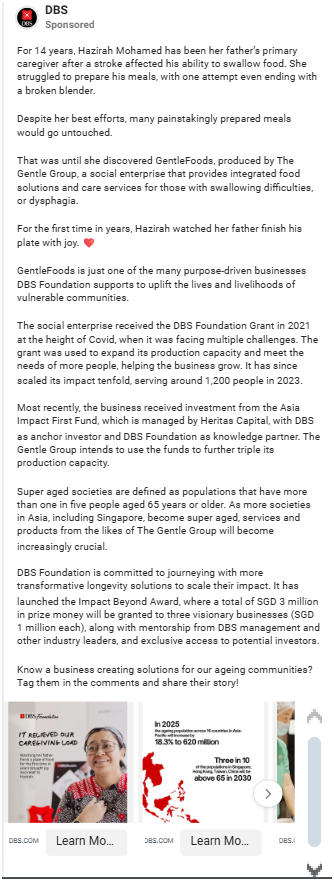 DBS
Sponsored
For 14 years, Hazirah Mohamed has been her father's primary
caregiver after a stroke affected his ability to swallow food. She
struggled to prepare his meals, with one attempt even ending with
a broken blender.
Despite her best efforts, many painstakingly prepared meals
would go untouched.
That was until she discovered GentleFoods, produced by The
Gentle Group, a social enterprise that provides integrated food
solutions and care services for those with swallowing difficulties,
or dysphagia.
For the first time in years, Hazirah watched her father finish his
plate with joy. ❤️
GentleFoods is just one of the many purpose-driven businesses
DBS Foundation supports to uplift the lives and livelihoods of
vulnerable communities.
The social enterprise received the DBS Foundation Grant in 2021
at the height of Covid, when it was facing multiple challenges. The
grant was used to expand its production capacity and meet the
needs of more people, helping the business grow. It has since
scaled its impact tenfold, serving around 1,200 people in 2023.
Most recently, the business received investment from the Asia
Impact First Fund, which is managed by Heritas Capital, with DBS
as anchor investor and DBS Foundation as knowledge partner. The
Gentle Group intends to use the funds to further triple its
production capacity.
Super aged societies are defined as populations that have more
than one in five people aged 65 years or older. As more societies
in Asia, including Singapore, become super aged, services and
products from the likes of The Gentle Group will become
increasingly crucial.
DBS Foundation is committed to journeying with more
transformative longevity solutions to scale their impact. It has
launched the Impact Beyond Award, where a total of SGD 3 million
in prize money will be granted to three visionary businesses (SGD
1 million each), along with mentorship from DBS management and
other industry leaders, and exclusive access to potential investors.
Know a business creating solutions for our ageing communities?
Tag them in the comments and share their story!
DBS Foundation
IT RELIEVED OUR
CAREGIVING LOAD
In 2025
18.3% to 620 million
Three in 10
of the populations in Singapore,
Hong Kong, Taiwan, China will be
above 65 in 2030
DBS.COM
Learn Mo...
DBS.COM
Learn Mo...
DBS.C